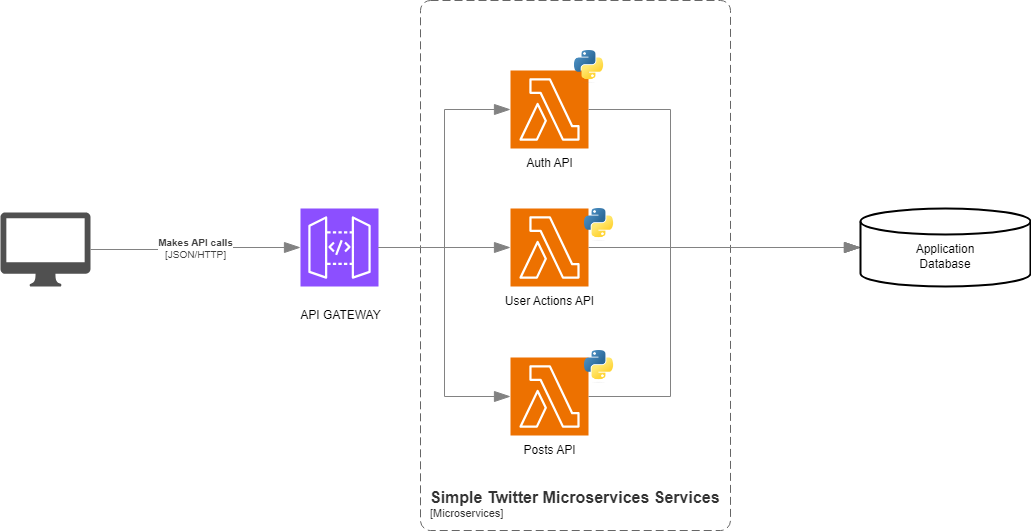 Auth API
Makes API calls
[JSON/HTTP]
</>
API GATEWAY
User Actions API
Application
Database
Posts API
Simple Twitter Microservices Services
[Microservices]